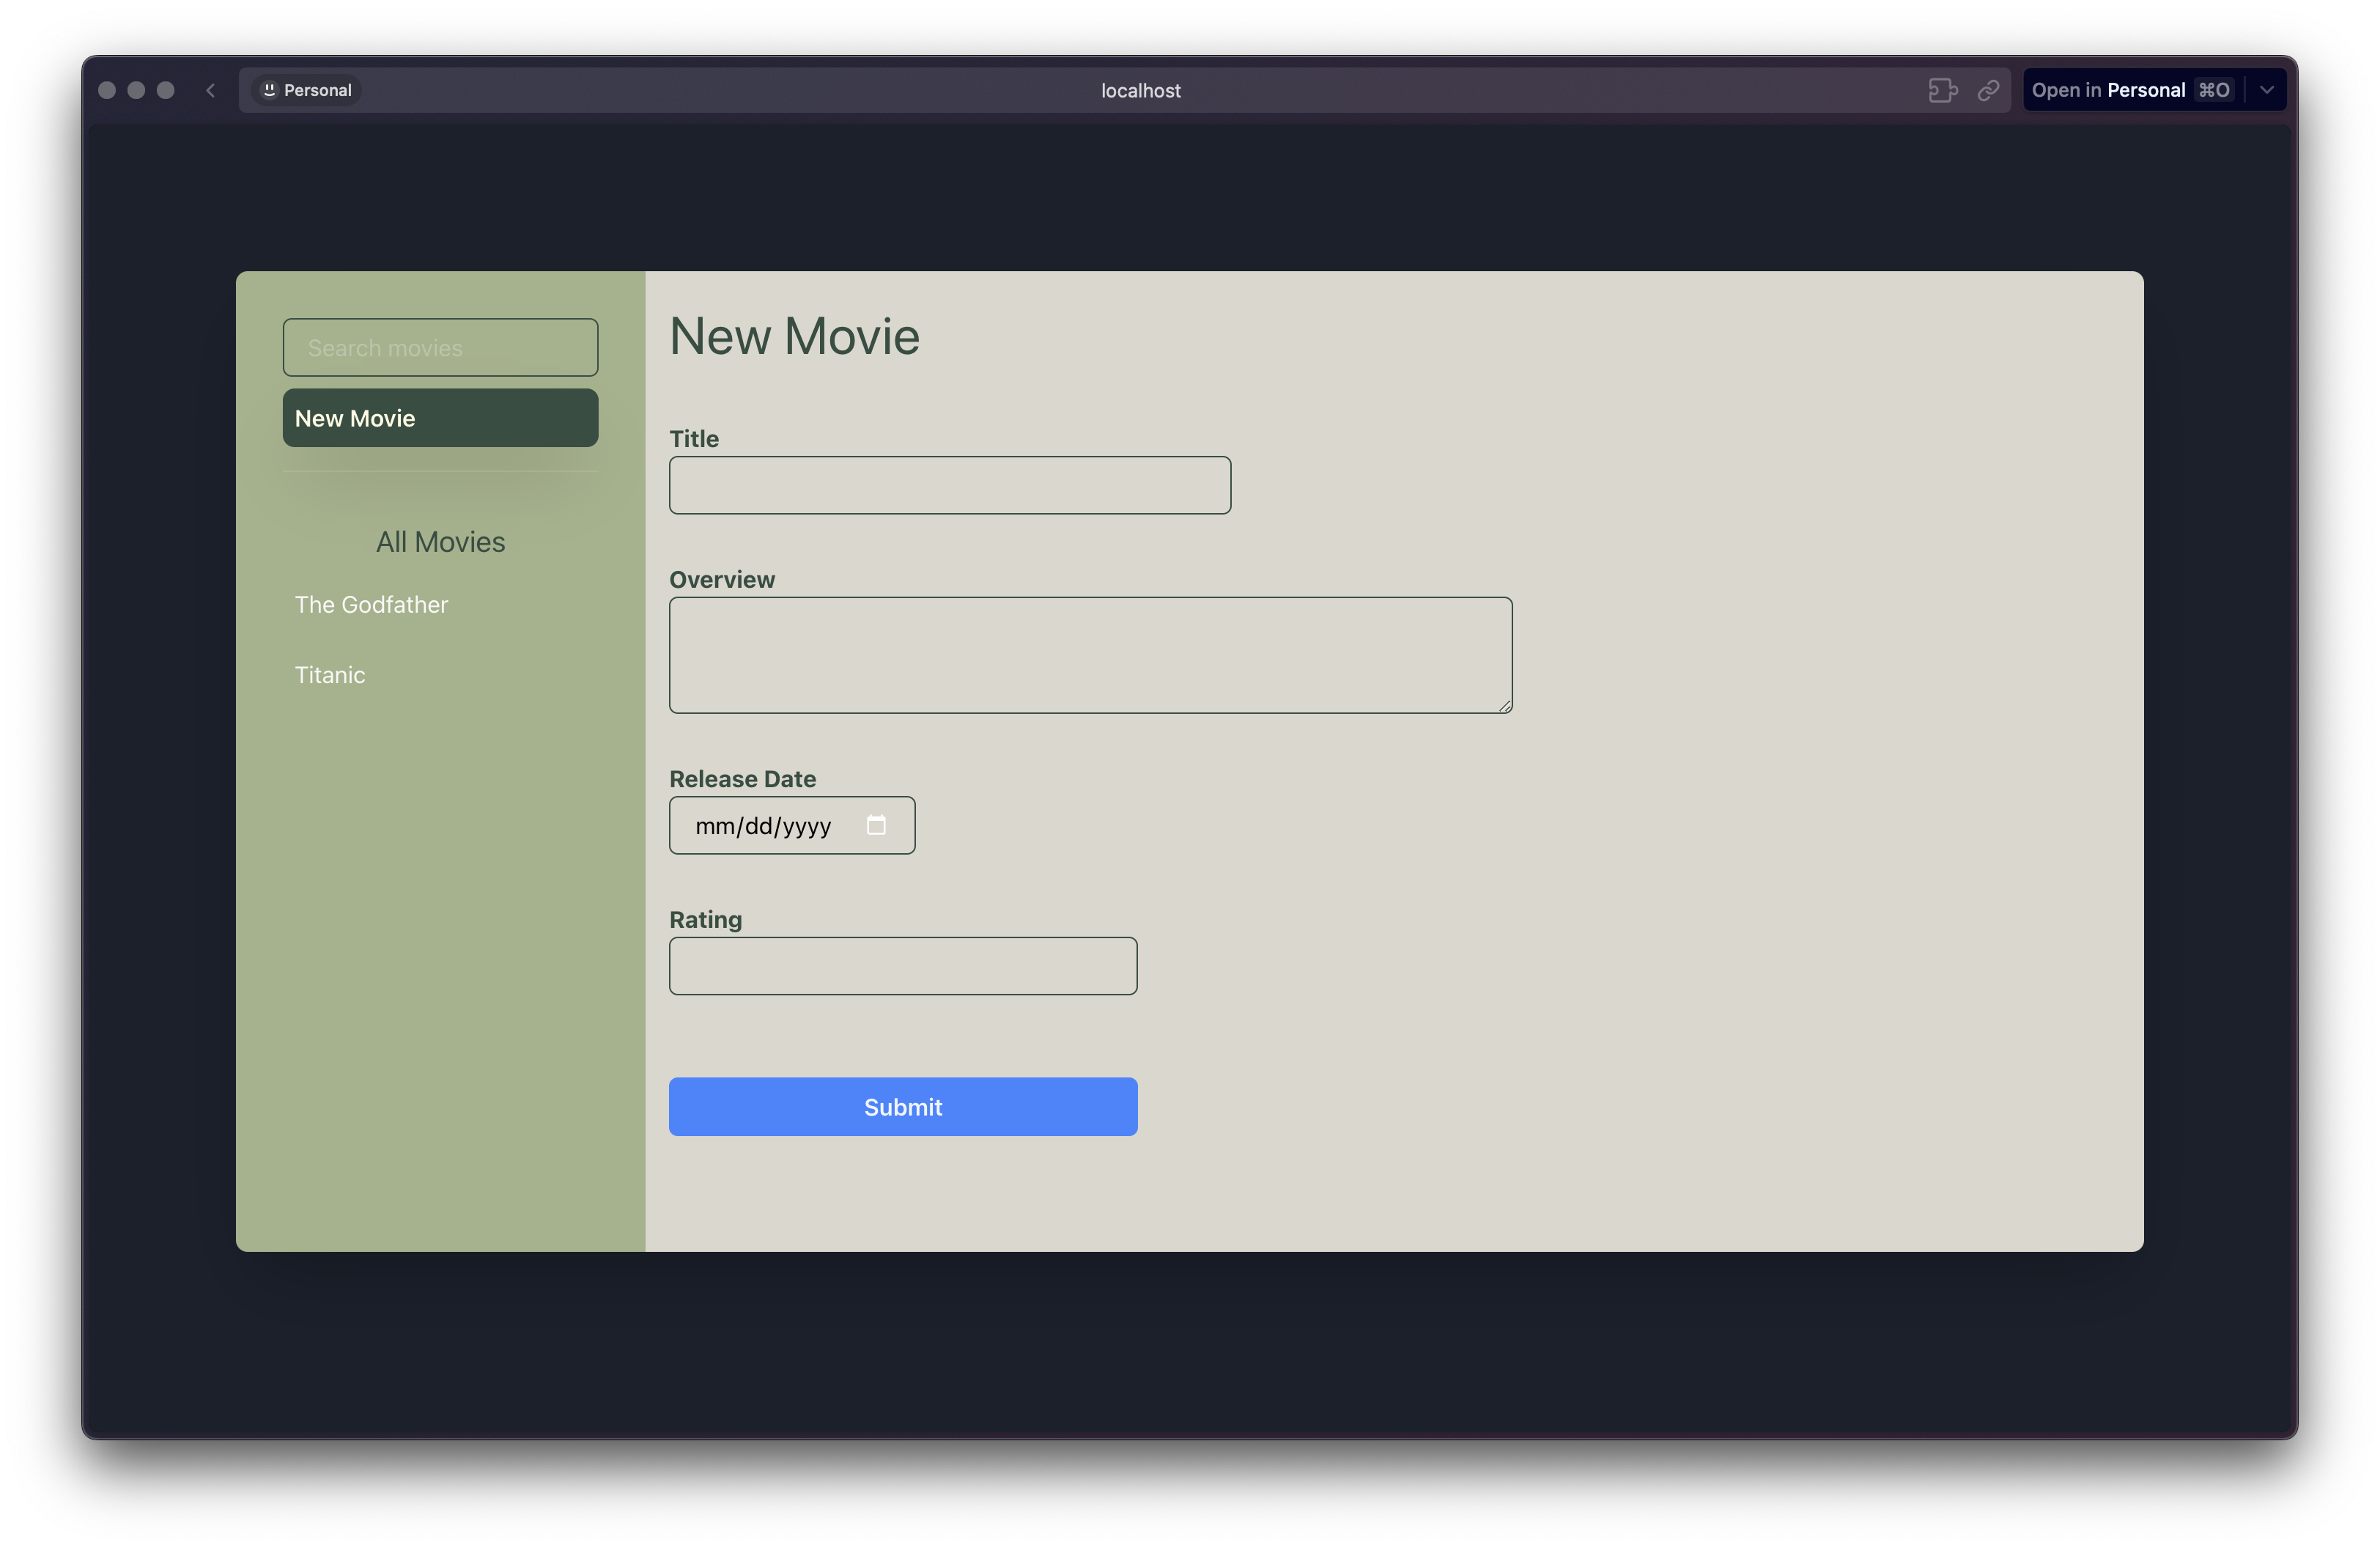 Personal
localhost
Open in Personal ⌘O
Search movies
New Movie
All Movies
The Godfather
Titanic
New Movie
Title
Overview
Release Date
mm/dd/yyyy
Rating
Submit